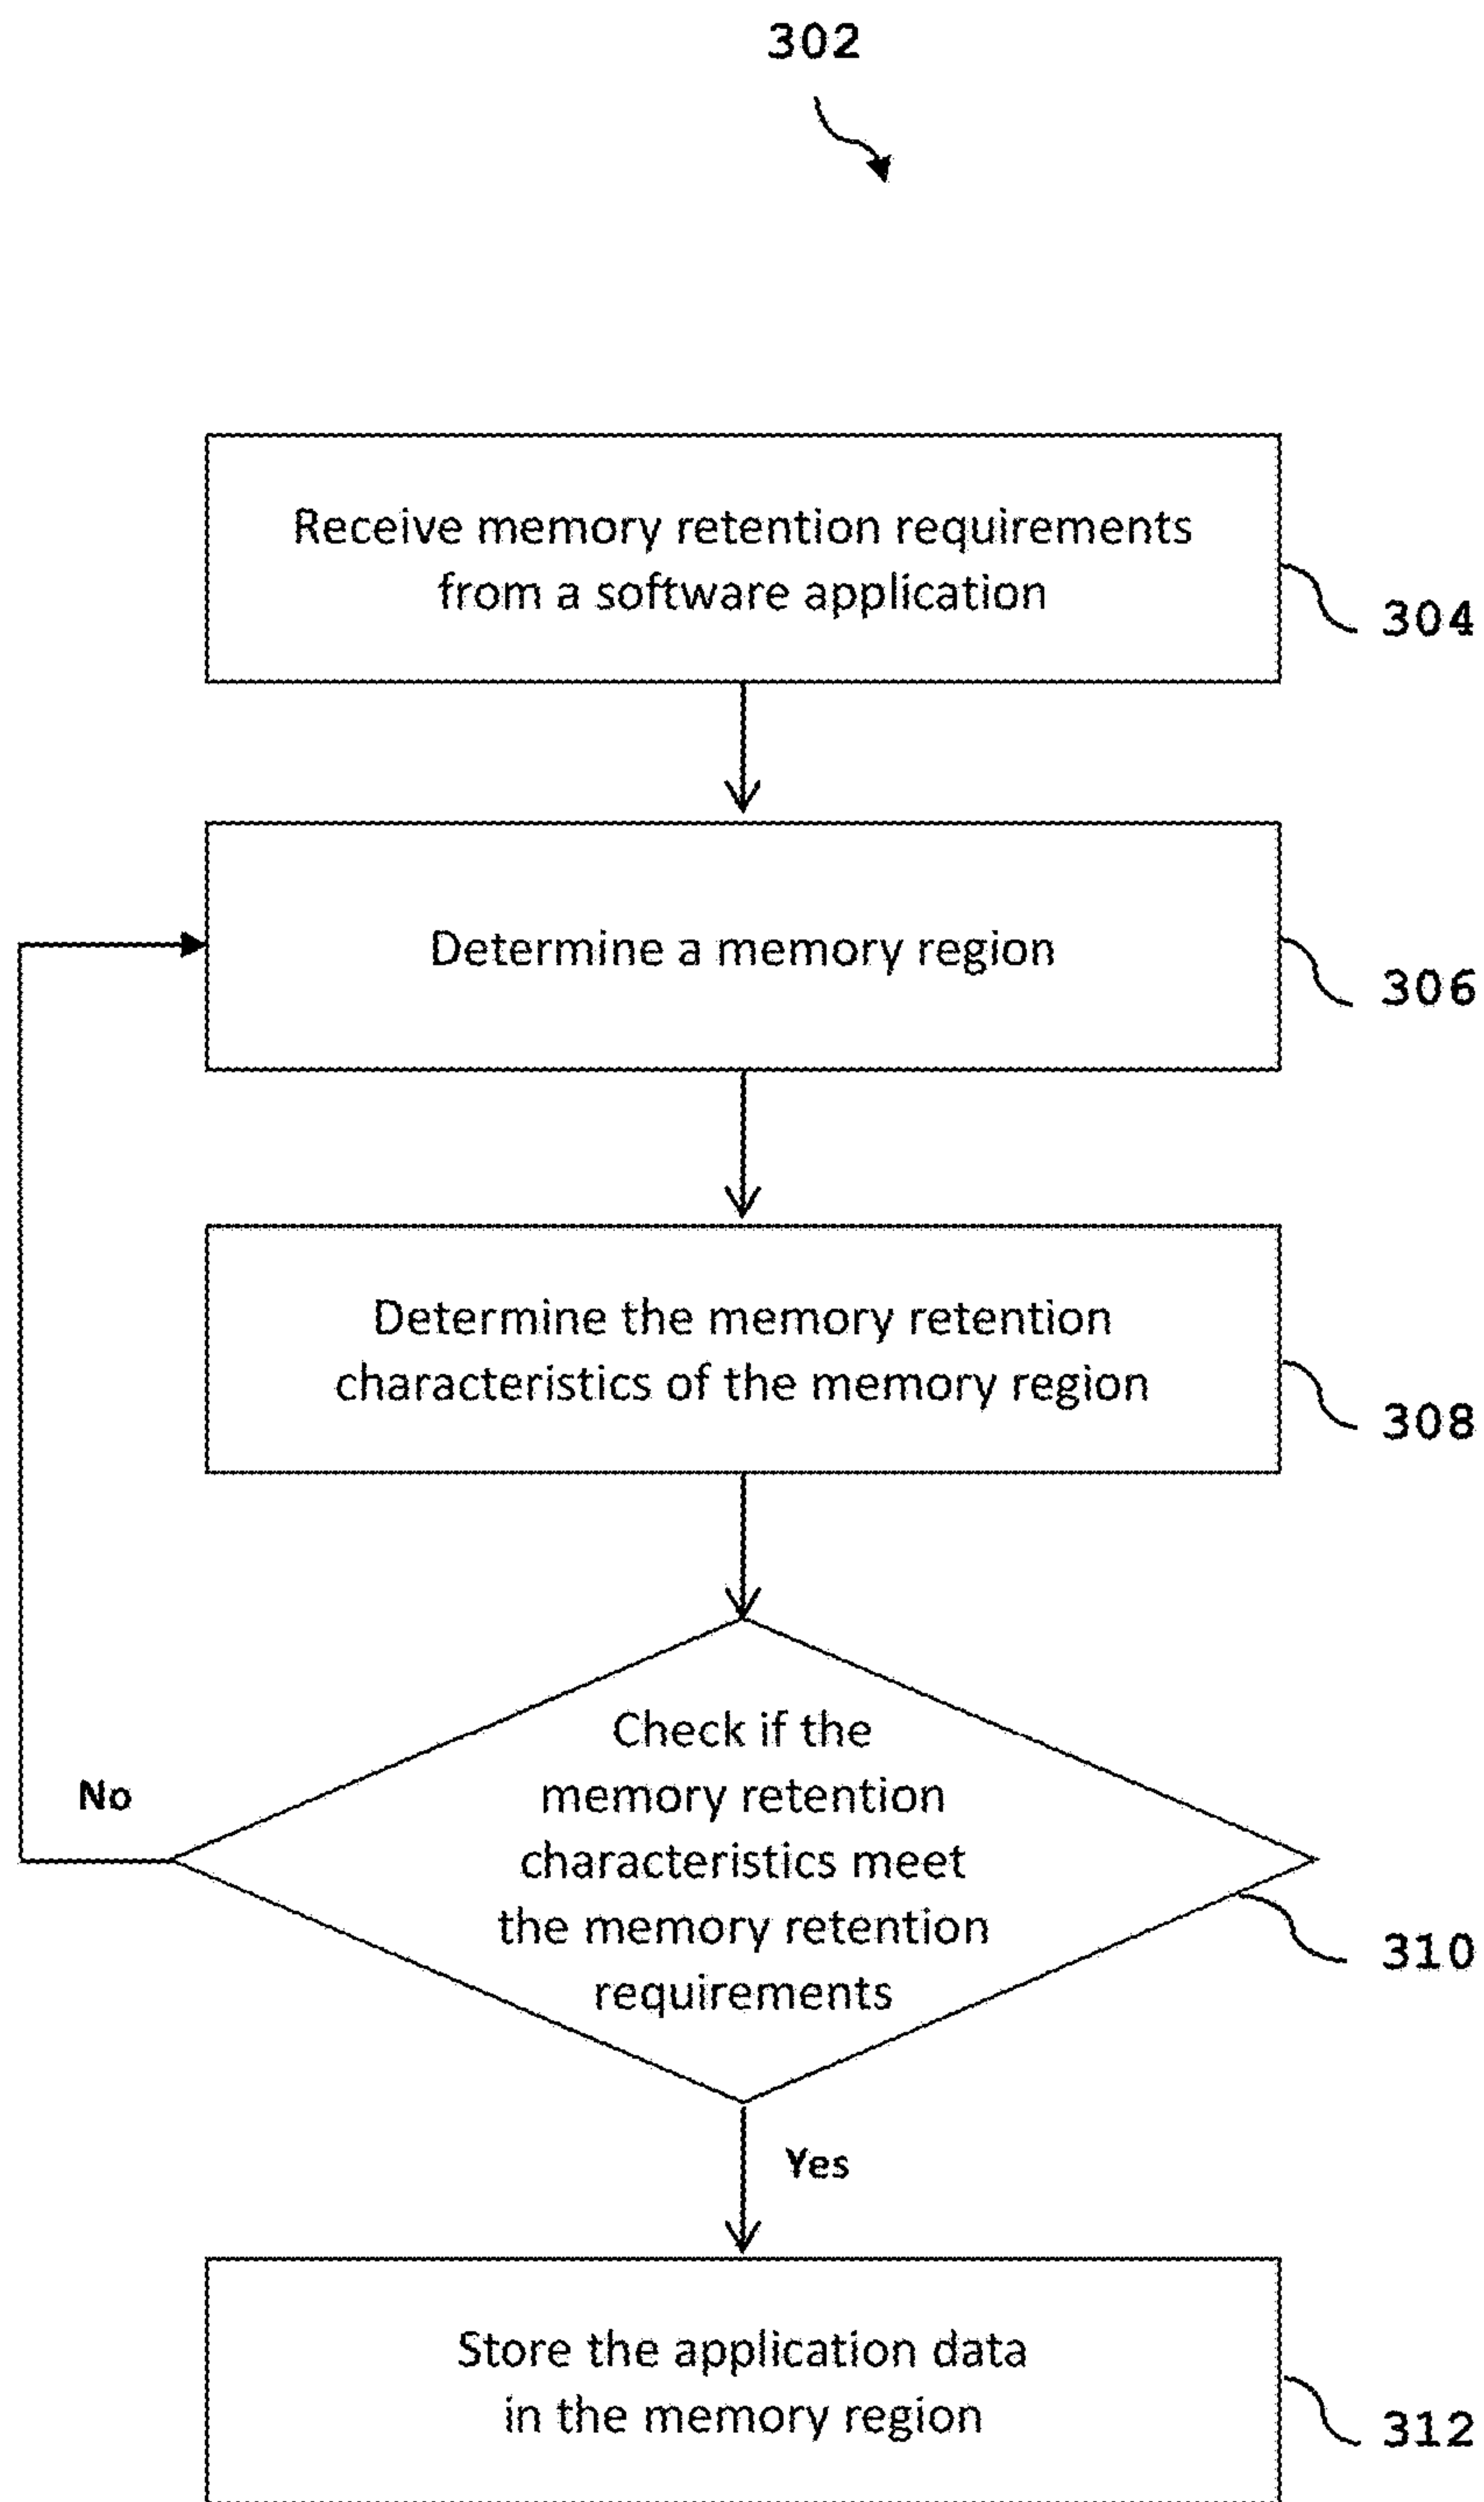 302
Receive memory retention requirements
from a software application
304
Determine a memory region
306
Determine the memory retention
characteristics of the memory region
308
Check if the
memory retention
characteristics meet
the memory retention
requirements
No
310
Yes
Store the application data
in the memory region
312